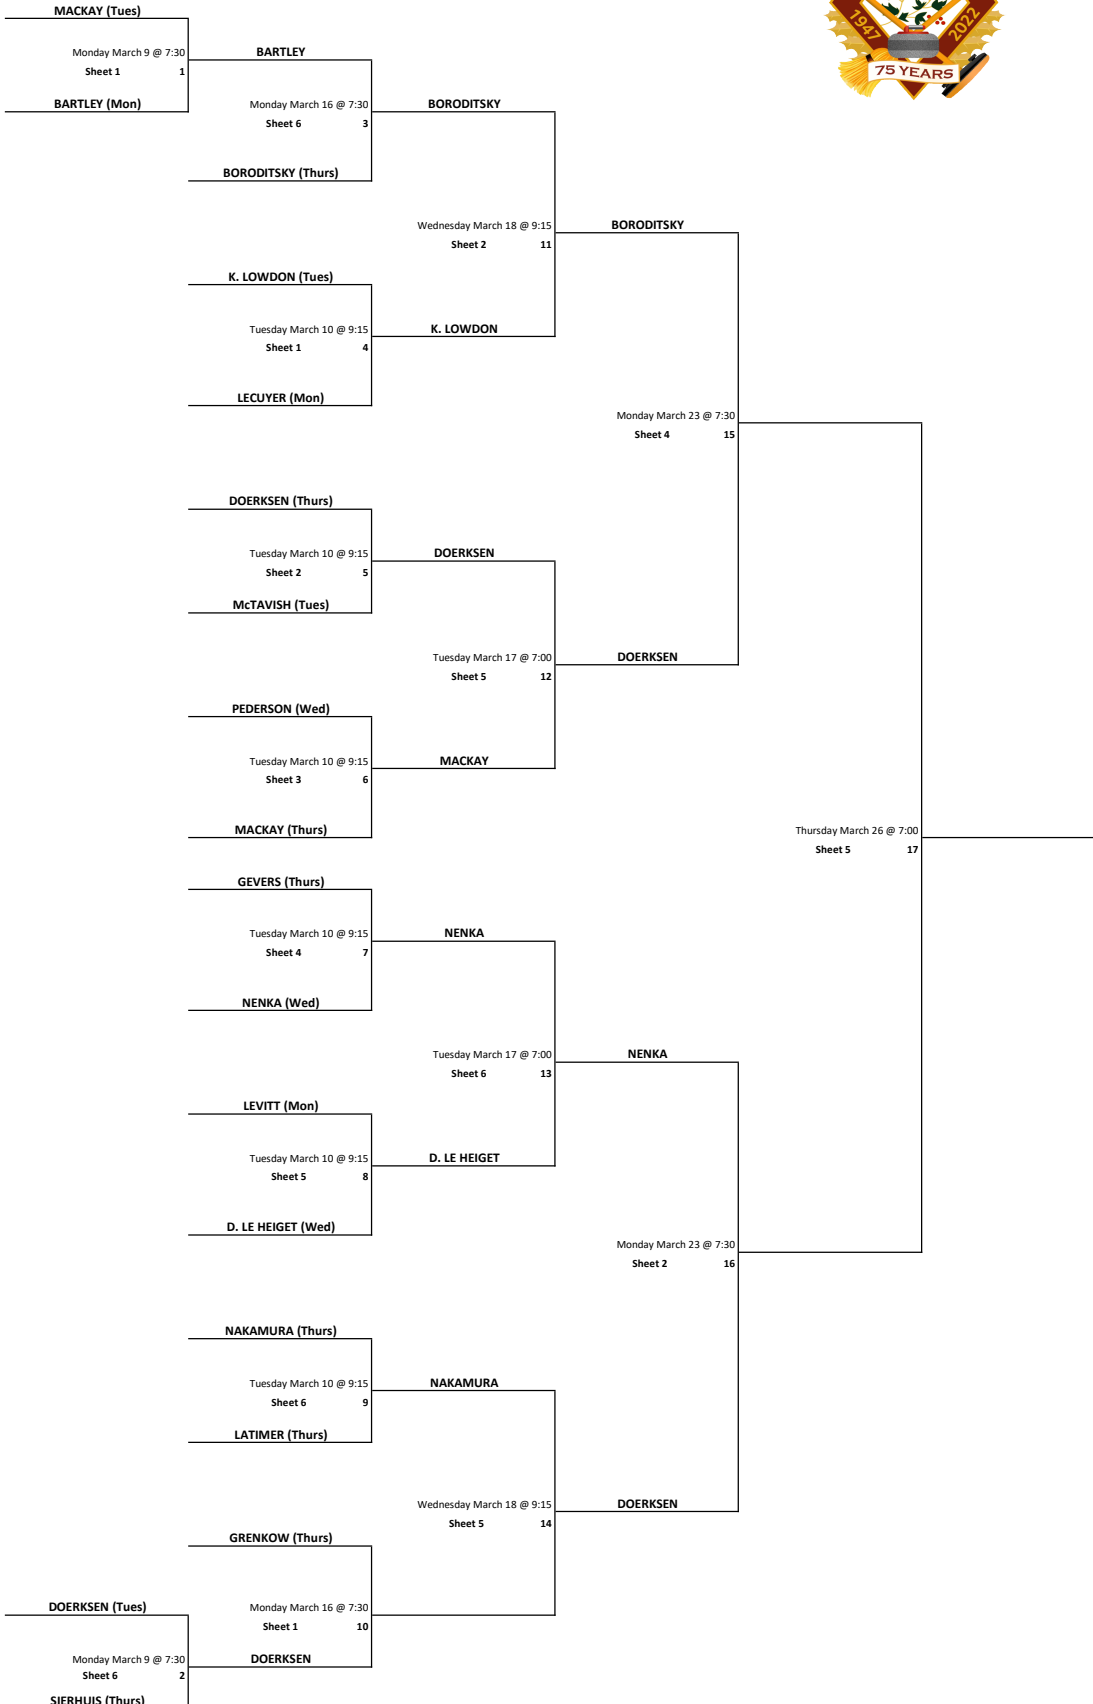 MACKAY (Tues)
1947
2022
75 YEARS
Monday March 9 @ 7:30
BARTLEY
Sheet 1 1
BARTLEY (Mon)
Monday March 16 @ 7:30
BORODITSKY
Sheet 6 3
BORODITSKY (Thurs)
Wednesday March 18 @ 9:15
BORODITSKY
Sheet 2 11
K. LOWDON (Tues)
Tuesday March 10 @ 9:15
K. LOWDON
Sheet 1 4
LECUYER (Mon)
Monday March 23 @ 7:30
Sheet 4 15
DOERKSEN (Thurs)
Tuesday March 10 @ 9:15
DOERKSEN
Sheet 2 5
McTAVISH (Tues)
Tuesday March 17 @ 7:00
DOERKSEN
Sheet 5 12
PEDERSON (Wed)
Tuesday March 10 @ 9:15
MACKAY
Sheet 3 6
MACKAY (Thurs)
Thursday March 26 @ 7:00
Sheet 5 17
GEVERS (Thurs)
Tuesday March 10 @ 9:15
NENKA
Sheet 4 7
NENKA (Wed)
Tuesday March 17 @ 7:00
NENKA
Sheet 6 13
LEVITT (Mon)
Tuesday March 10 @ 9:15
D. LE HEIGET
Sheet 5 8
D. LE HEIGET (Wed)
Monday March 23 @ 7:30
Sheet 2 16
NAKAMURA (Thurs)
Tuesday March 10 @ 9:15
NAKAMURA
Sheet 6 9
LATIMER (Thurs)
Wednesday March 18 @ 9:15
DOERKSEN
Sheet 5 14
GRENKOW (Thurs)
DOERKSEN (Tues)
Monday March 16 @ 7:30
Sheet 1 10
Monday March 9 @ 7:30
DOERKSEN
Sheet 6 2
SIERHUIS (Thurs)